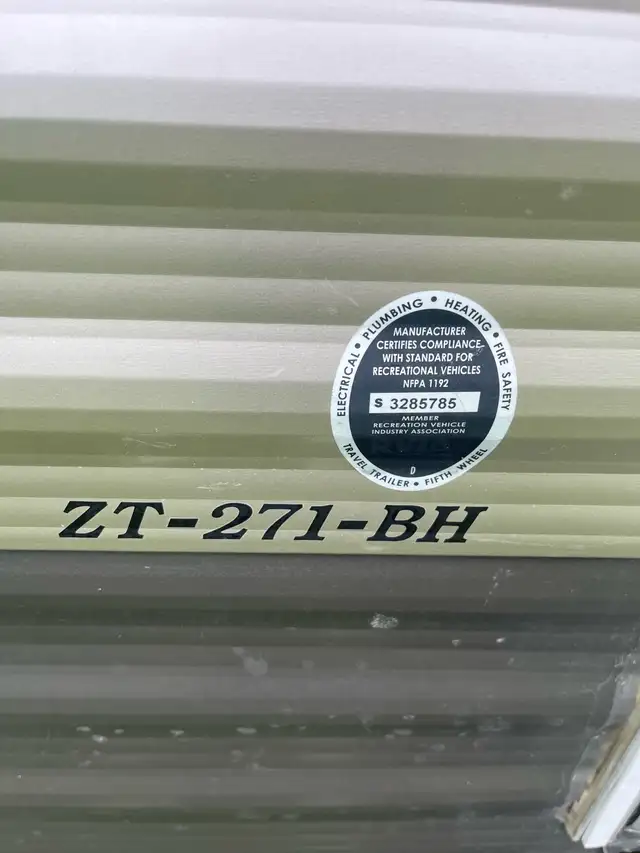 ELECTRICAL • PLUMBING • HEATING • FIRE SAFETY
MANUFACTURER
CERTIFIES COMPLIANCE
WITH STANDARD FOR
RECREATIONAL VEHICLES
NFPA 1192
S 3285785
MEMBER
RECREATION VEHICLE
INDUSTRY ASSOCIATION
D
TRAVEL TRAILER • FIFTH WHEEL
ZT-271-BH